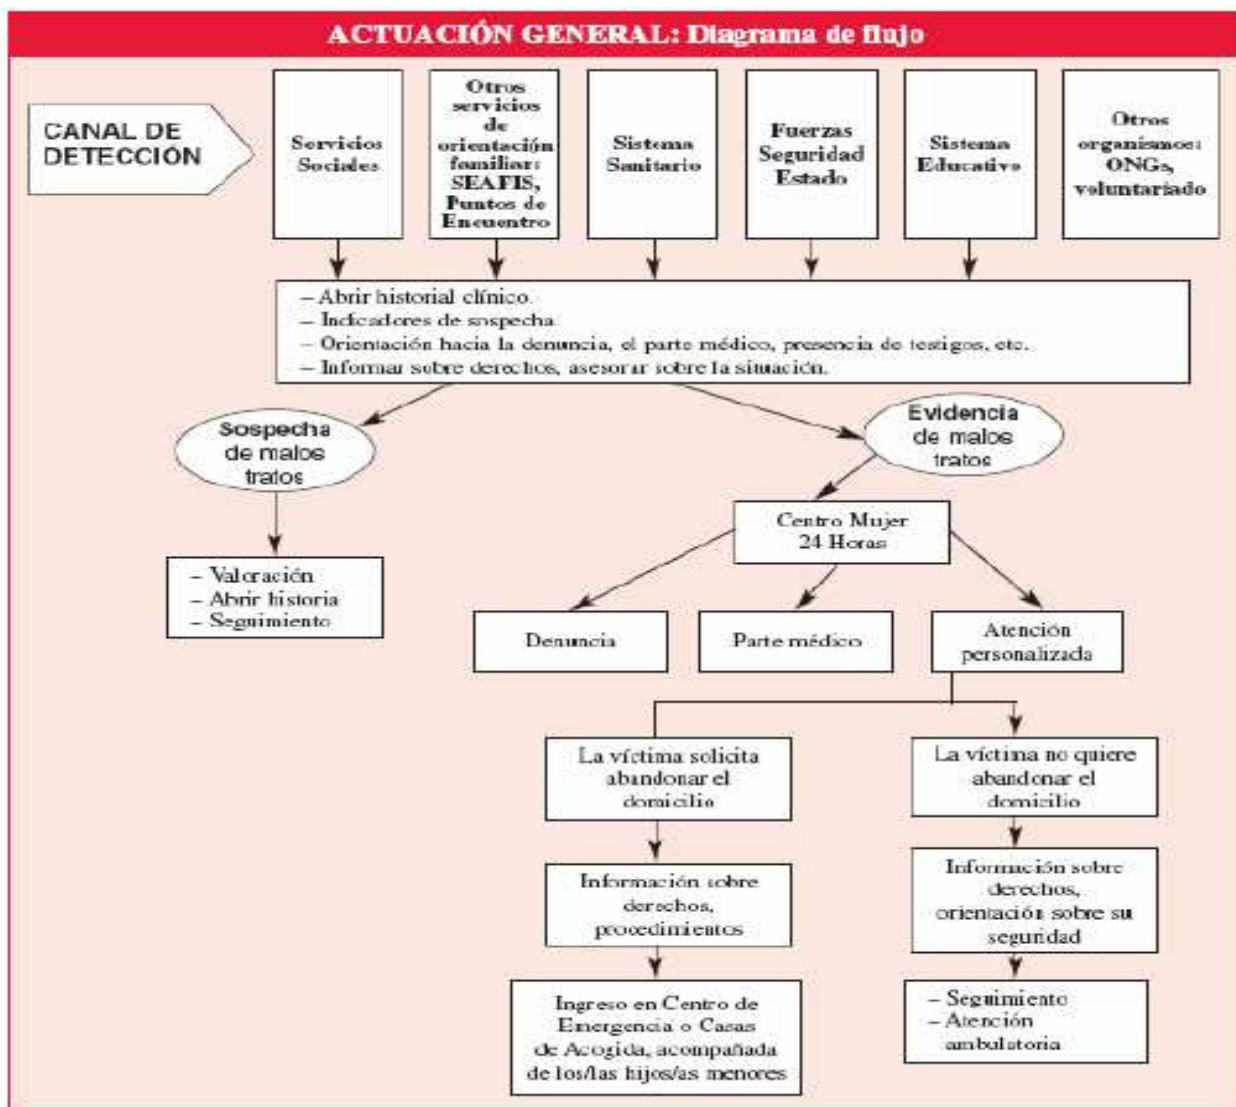 ACTUACIÓN GENERAL: Diagrama de flujo
CANAL DE
DETECCIÓN
Servicios
Sociales
Otros
servicios
de
orientación
familiar:
SEAFIS,
Puntos de
Encuentro
Sistema
Sanitario
Fuerzas
Seguridad
Estado
Sistema
Educativo
Otros
organismos:
ONGs,
voluntariado
– Abrir historial clínico.
– Indicadores de sospecha.
– Orientación hacia la denuncia, el parte médico, presencia de testigos, etc.
– Informar sobre derechos, asesorar sobre la situación.
Sospecha
de malos
tratos
Evidencia
de malos
tratos
– Valoración
– Abrir historia
– Seguimiento
Centro Mujer
24 Horas
Denuncia
Parte médico
Atención
personalizada
La víctima solicita
abandonar el
domicilio
La víctima no quiere
abandonar el
domicilio
Información sobre
derechos,
procedimientos
Información sobre
derechos,
orientación sobre su
seguridad
Ingreso en Centro de
Emergencia o Casas
de Acogida, acompañada
de los/las hijos/as menores
– Seguimiento
– Atención
ambulatoria